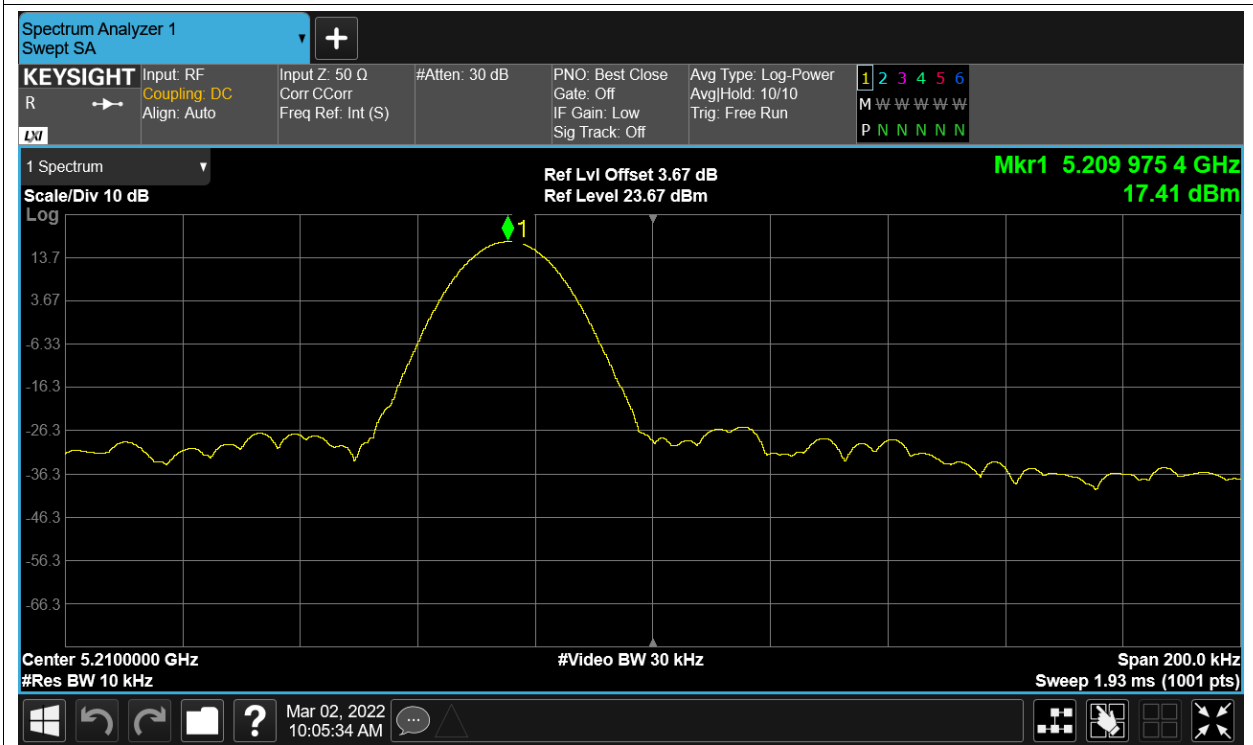 Spectrum Analyzer 1
Swept SA
KEYSIGHT
R
LXI
Input: RF
Coupling: DC
Align: Auto
Input Z: 50 Ω
Corr CCorr
Freq Ref: Int (S)
#Atten: 30 dB
PNO: Best Close
Gate: Off
IF Gain: Low
Sig Track: Off
Avg Type: Log-Power
Avg|Hold: 10/10
Trig: Free Run
1 2 3 4 5 6
M W W W W W
P N N N N N
1 Spectrum
Scale/Div 10 dB
Ref Lvl Offset 3.67 dB
Ref Level 23.67 dBm
Mkr1 5.209 975 4 GHz
17.41 dBm
Log
1
13.7
3.67
-6.33
-16.3
-26.3
-36.3
-46.3
-56.3
-66.3
Center 5.2100000 GHz
#Video BW 30 kHz
Span 200.0 kHz
#Res BW 10 kHz
Sweep 1.93 ms (1001 pts)
?
Mar 02, 2022
10:05:34 AM